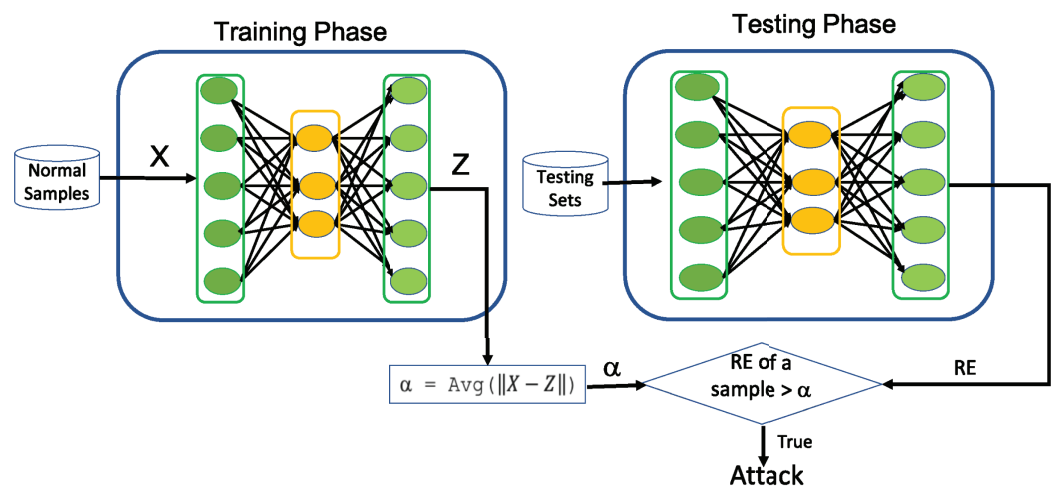 Training Phase
Testing Phase
Normal
Samples
X
Z
Testing
Sets
α = Avg(‖X − Z‖)
α
RE of a
sample > α
RE
True
Attack